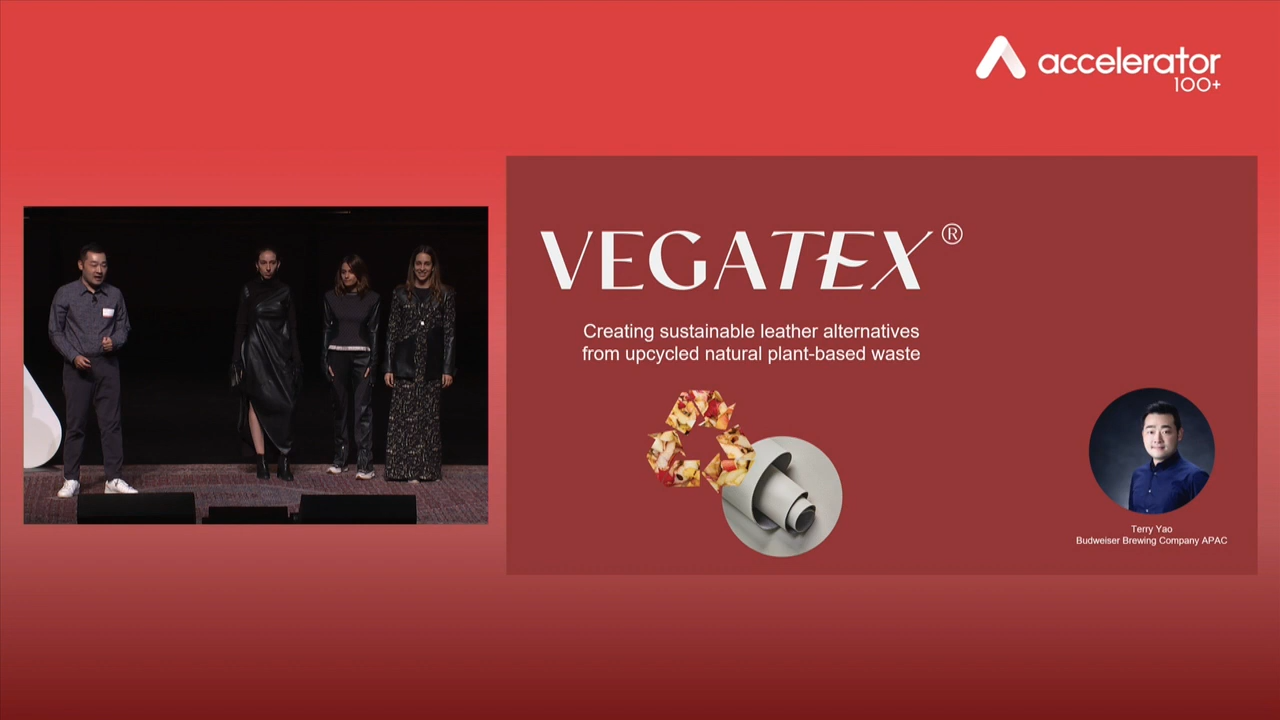 accelerator
100+
VEGATEX®
Creating sustainable leather alternatives
from upcycled natural plant-based waste
Terry Yao
Budweiser Brewing Company APAC